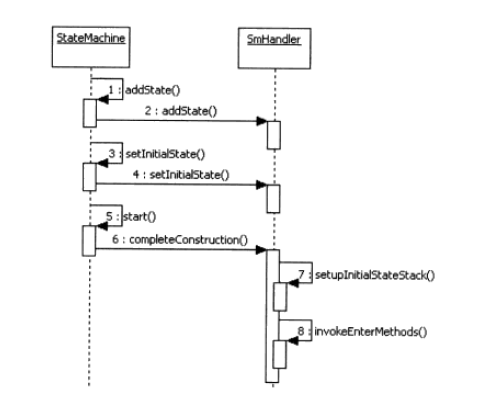 StateMachine
SmHandler
1 : addState()
2 : addState()
3 : setInitialState()
4 : setInitialState()
5 : start()
6 : completeConstruction()
7 : setupInitialStateStack()
8 : invokeEnterMethods()